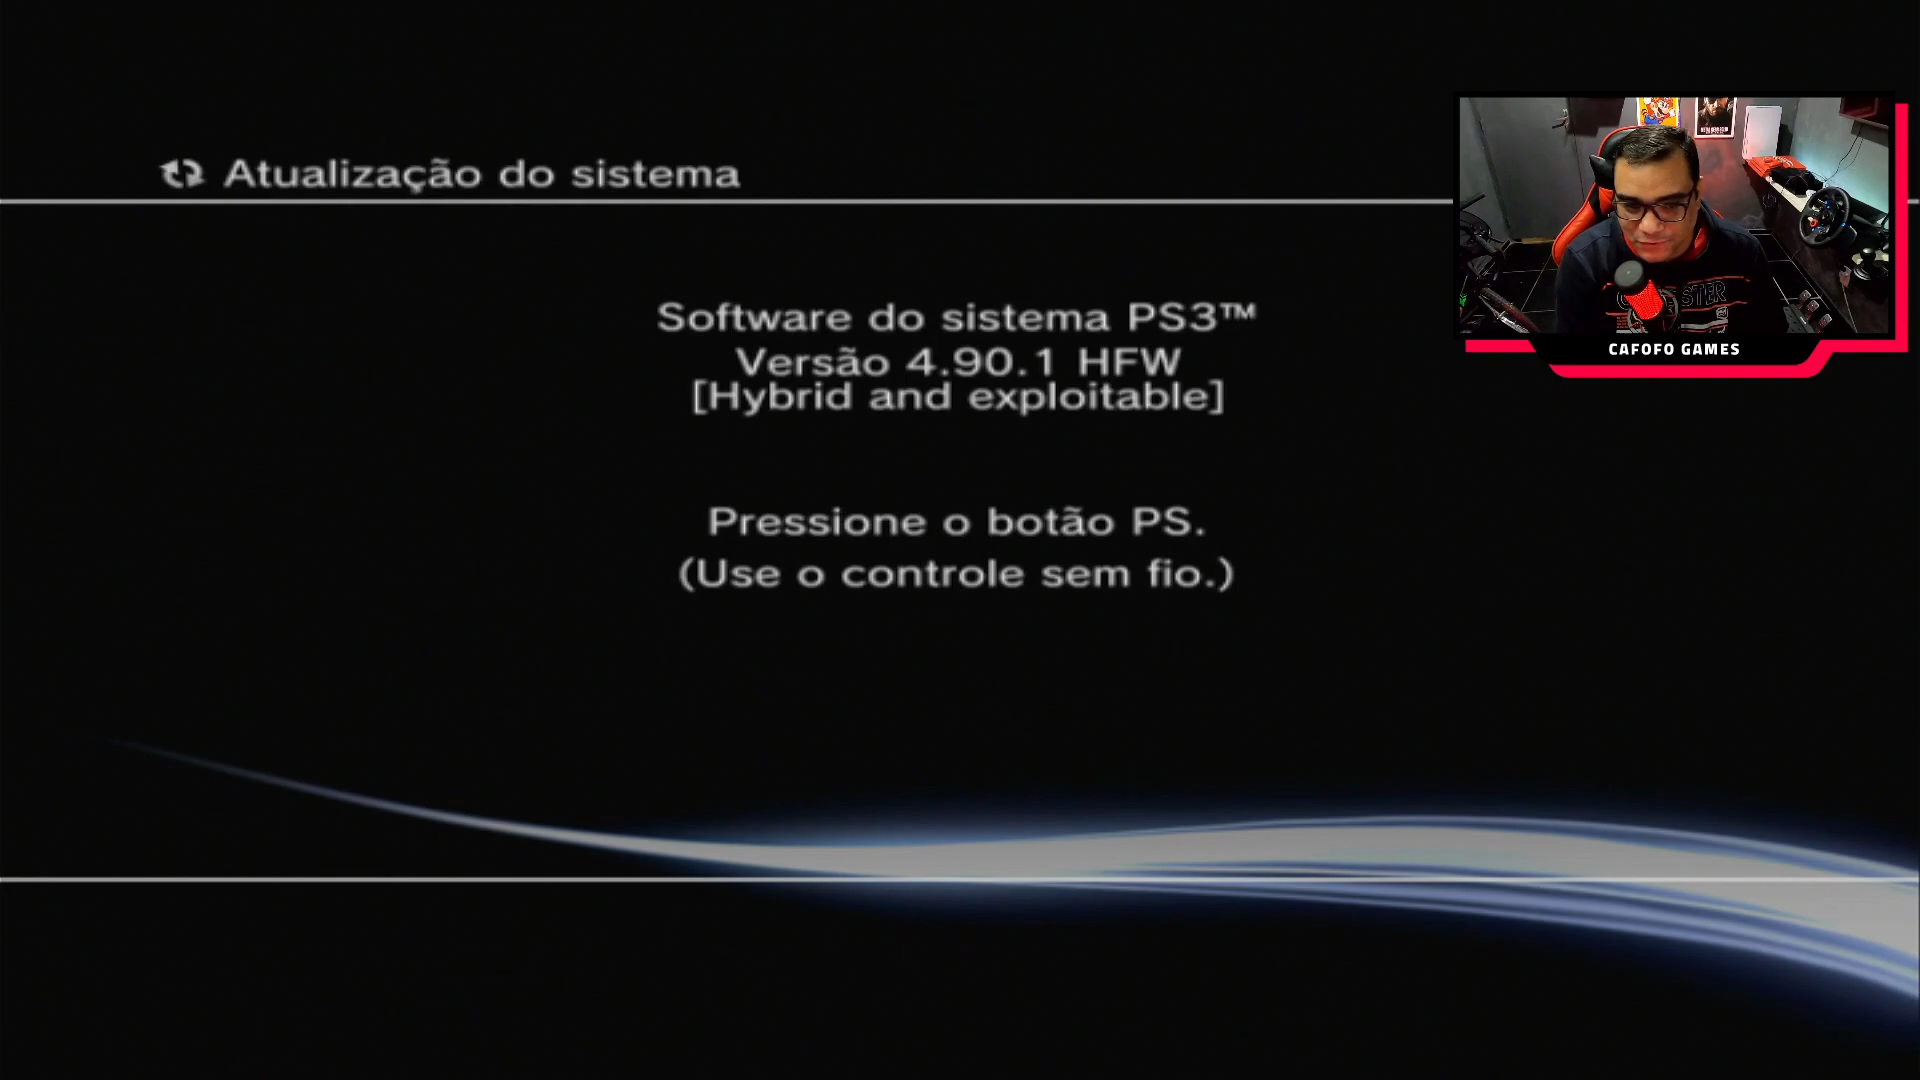 Atualização do sistema
Software do sistema PS3™
Versão 4.90.1 HFW
[Hybrid and exploitable]
Pressione o botão PS.
(Use o controle sem fio.)
CAFOFO GAMES